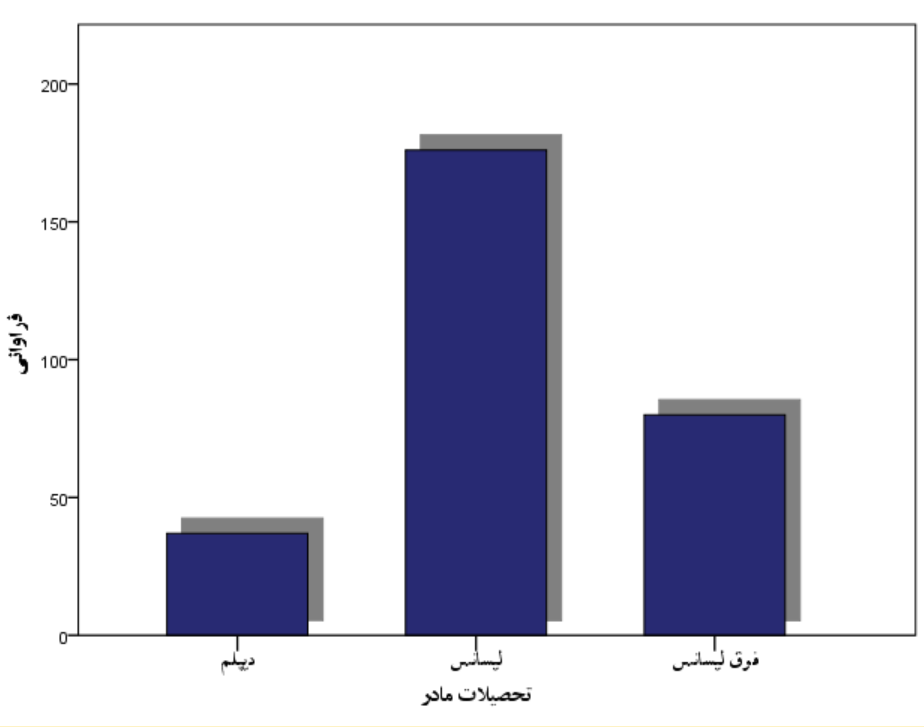 200
150
100
50
0
فراوانی
دیپلم
لیسانس
فوق لیسانس
تحصیلات مادر